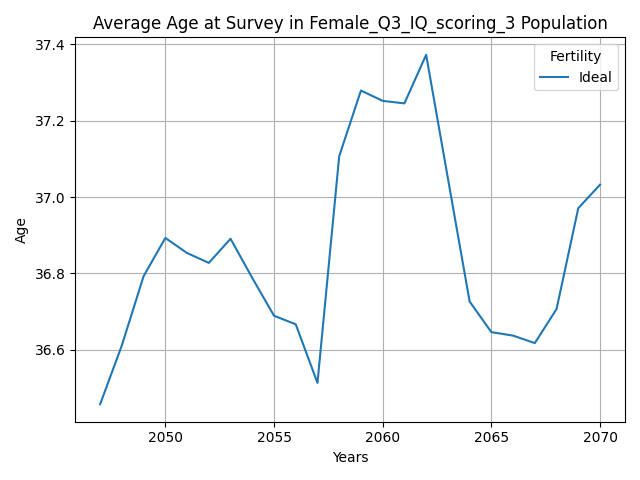 Average Age at Survey in Female_Q3_IQ_scoring_3 Population
Fertility
Ideal
37.4
37.2
37.0
36.8
36.6
Age
2050
2055
2060
2065
2070
Years